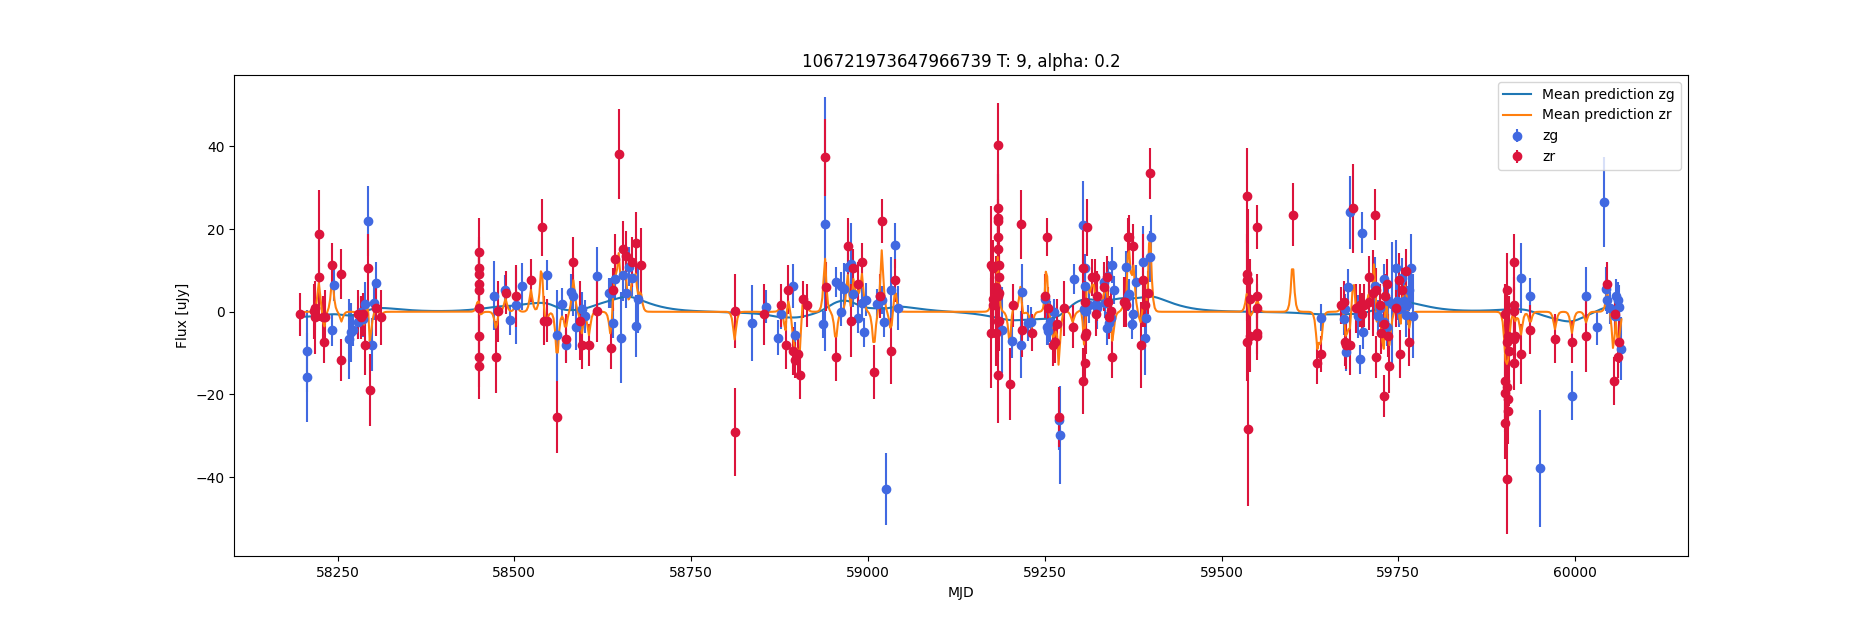 106721973647966739 T: 9, alpha: 0.2
Mean prediction zg
Mean prediction zr
zg
zr
Flux [uJy]
40
20
0
−20
−40
58250
58500
58750
59000
59250
59500
59750
60000
MJD